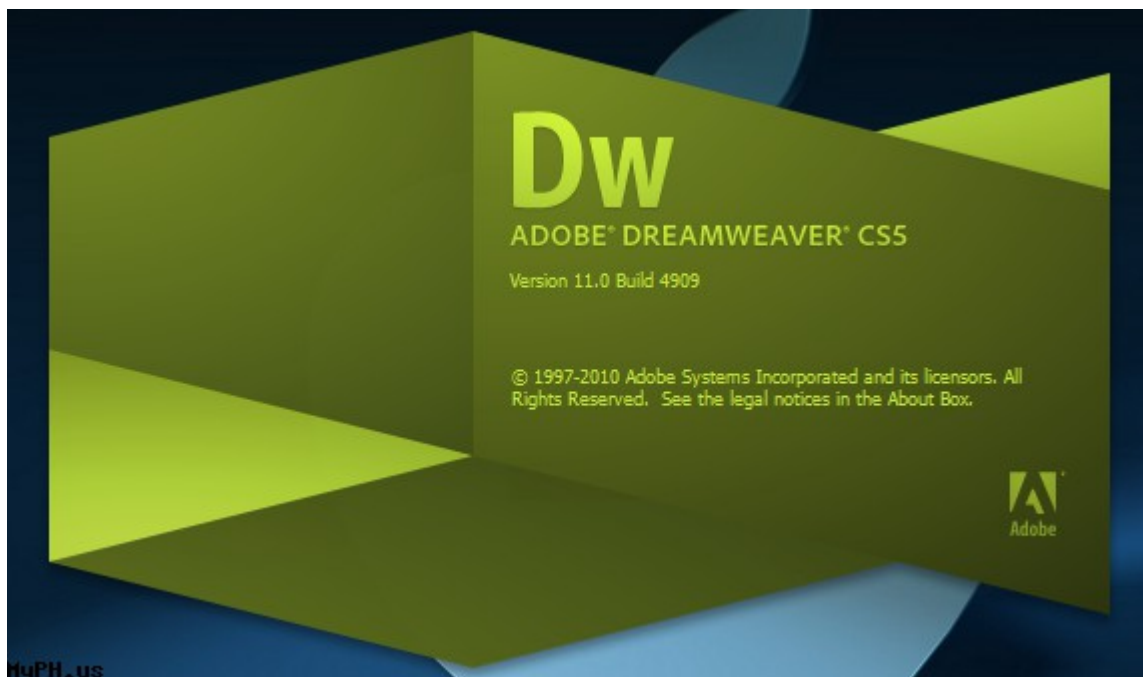 Dw
ADOBE® DREAMWEAVER® CS5
Version 11.0 Build 4909
© 1997-2010 Adobe Systems Incorporated and its licensors. All
Rights Reserved. See the legal notices in the About Box.
Adobe
MyPH.us